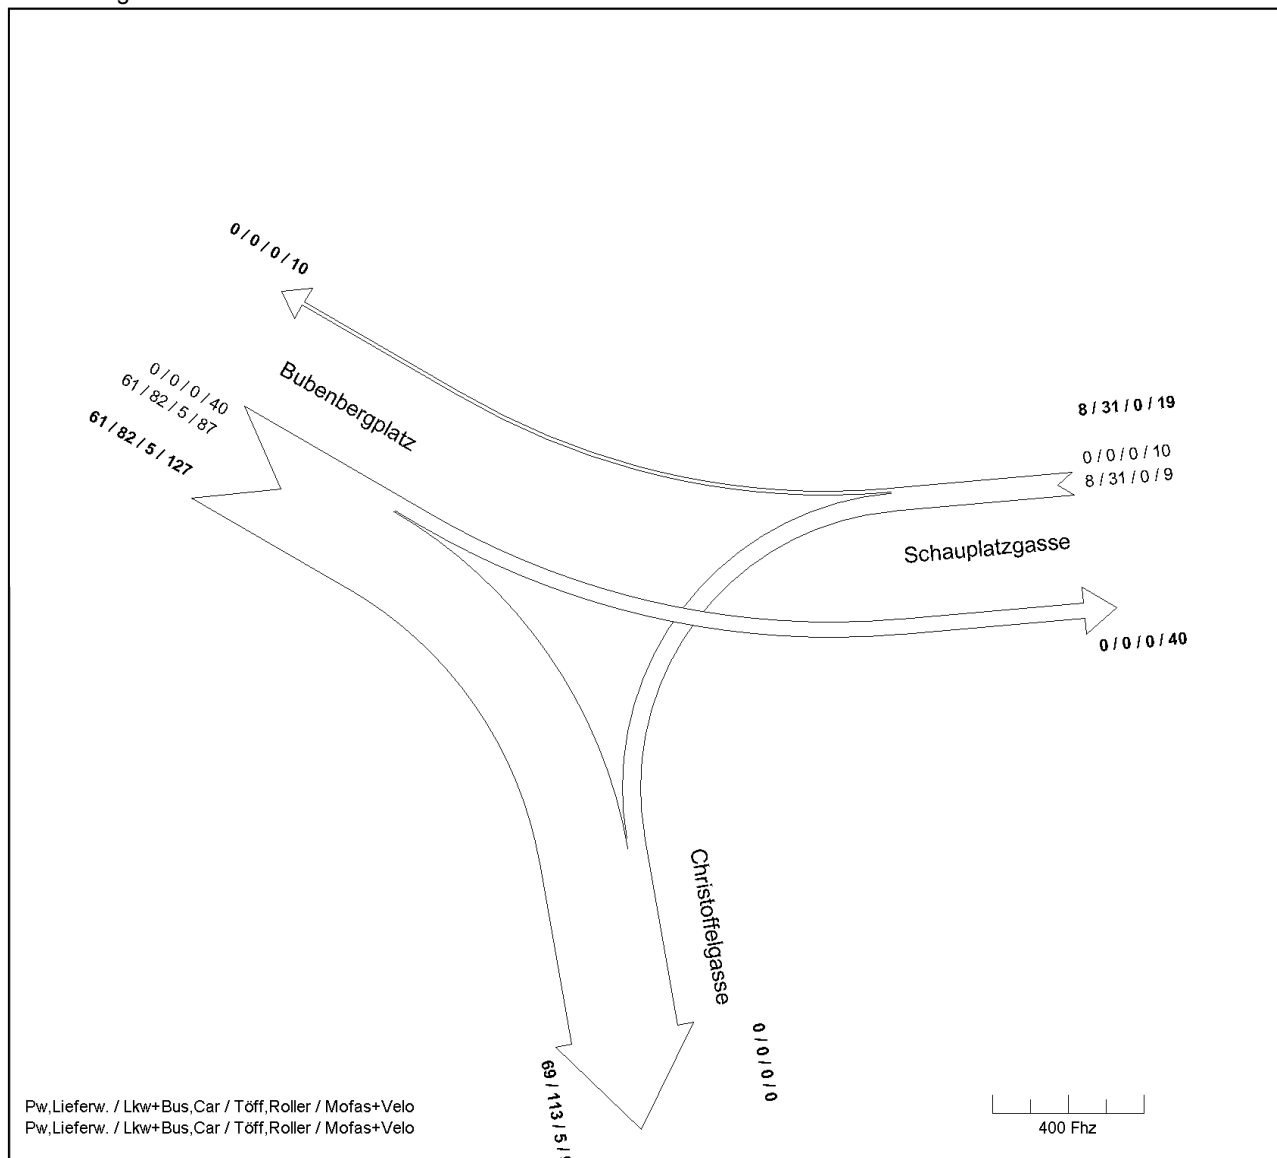 0 / 0 / 0 / 10
Bubenbergplatz
0 / 0 / 0 / 40
61 / 82 / 5 / 87
61 / 82 / 5 / 127
8 / 31 / 0 / 19
0 / 0 / 0 / 10
8 / 31 / 0 / 9
Schauplatzgasse
0 / 0 / 0 / 40
Christoffelgasse
0 / 0 / 0 / 0
69 / 113 / 5 /
Pw,Lieferw. / Lkw+Bus,Car / Töff,Roller / Mofas+Velo
Pw,Lieferw. / Lkw+Bus,Car / Töff,Roller / Mofas+Velo
400 Fhz